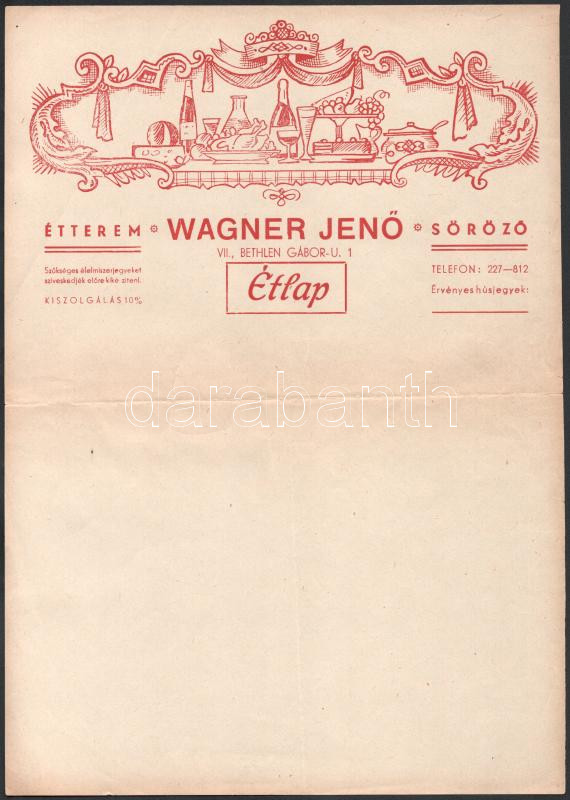 ÉTTEREM WAGNER JENŐ SÖRÖZŐ
VII., BETHLEN GÁBOR-U. 1
Szükséges élelmiszerjegyeket
szíveskedjék előre kikészíteni.
KISZOLGÁLÁS 10%
Étlap
TELEFON: 227—812
Érvényes húsjegyek:
darabanth